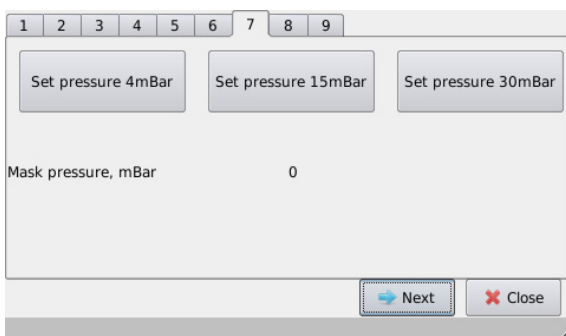 1 2 3 4 5 6 7 8 9
Set pressure 4mBar Set pressure 15mBar Set pressure 30mBar
Mask pressure, mBar 0
Next Close